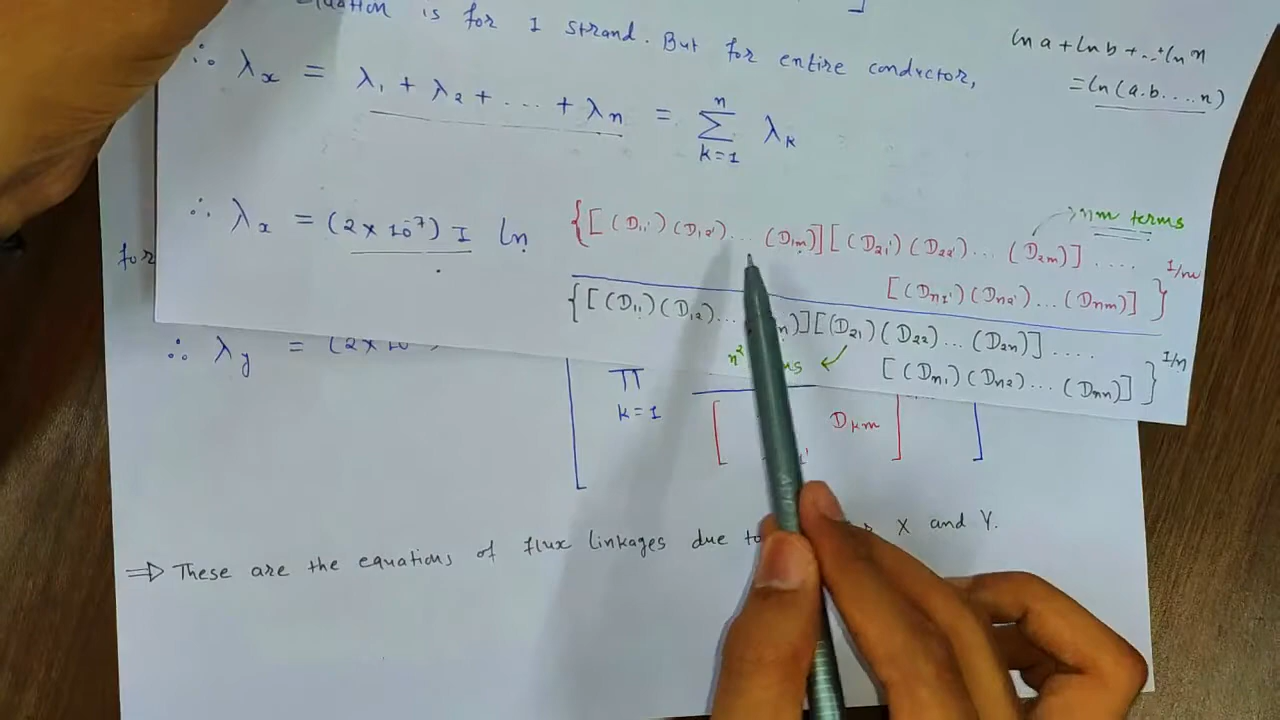 is for 1 strand. But for entire conductor,
ln a + ln b + ... + ln n
= ln (a.b....n)
∴ λx = λ1 + λ2 + ... + λn = Σ λk
n
k=1
∴ λx = (2 × 10⁻⁷) I ln {[(D11')(D12')...(D1m)][(D21')(D22')...(D2m)] ....
→ nm terms
[(Dn1')(Dn2')...(Dnm)]}
1/m
{[(D11)(D12)... n)][(D21)(D22)...(D2n)] ....
n²
[(Dn1)(Dn2)...(Dnn)]}
1/n
for
∴ λy = (2×10
Π
k=1
Dkm
1'
⇒ These are the equations of flux linkages due to X and Y.